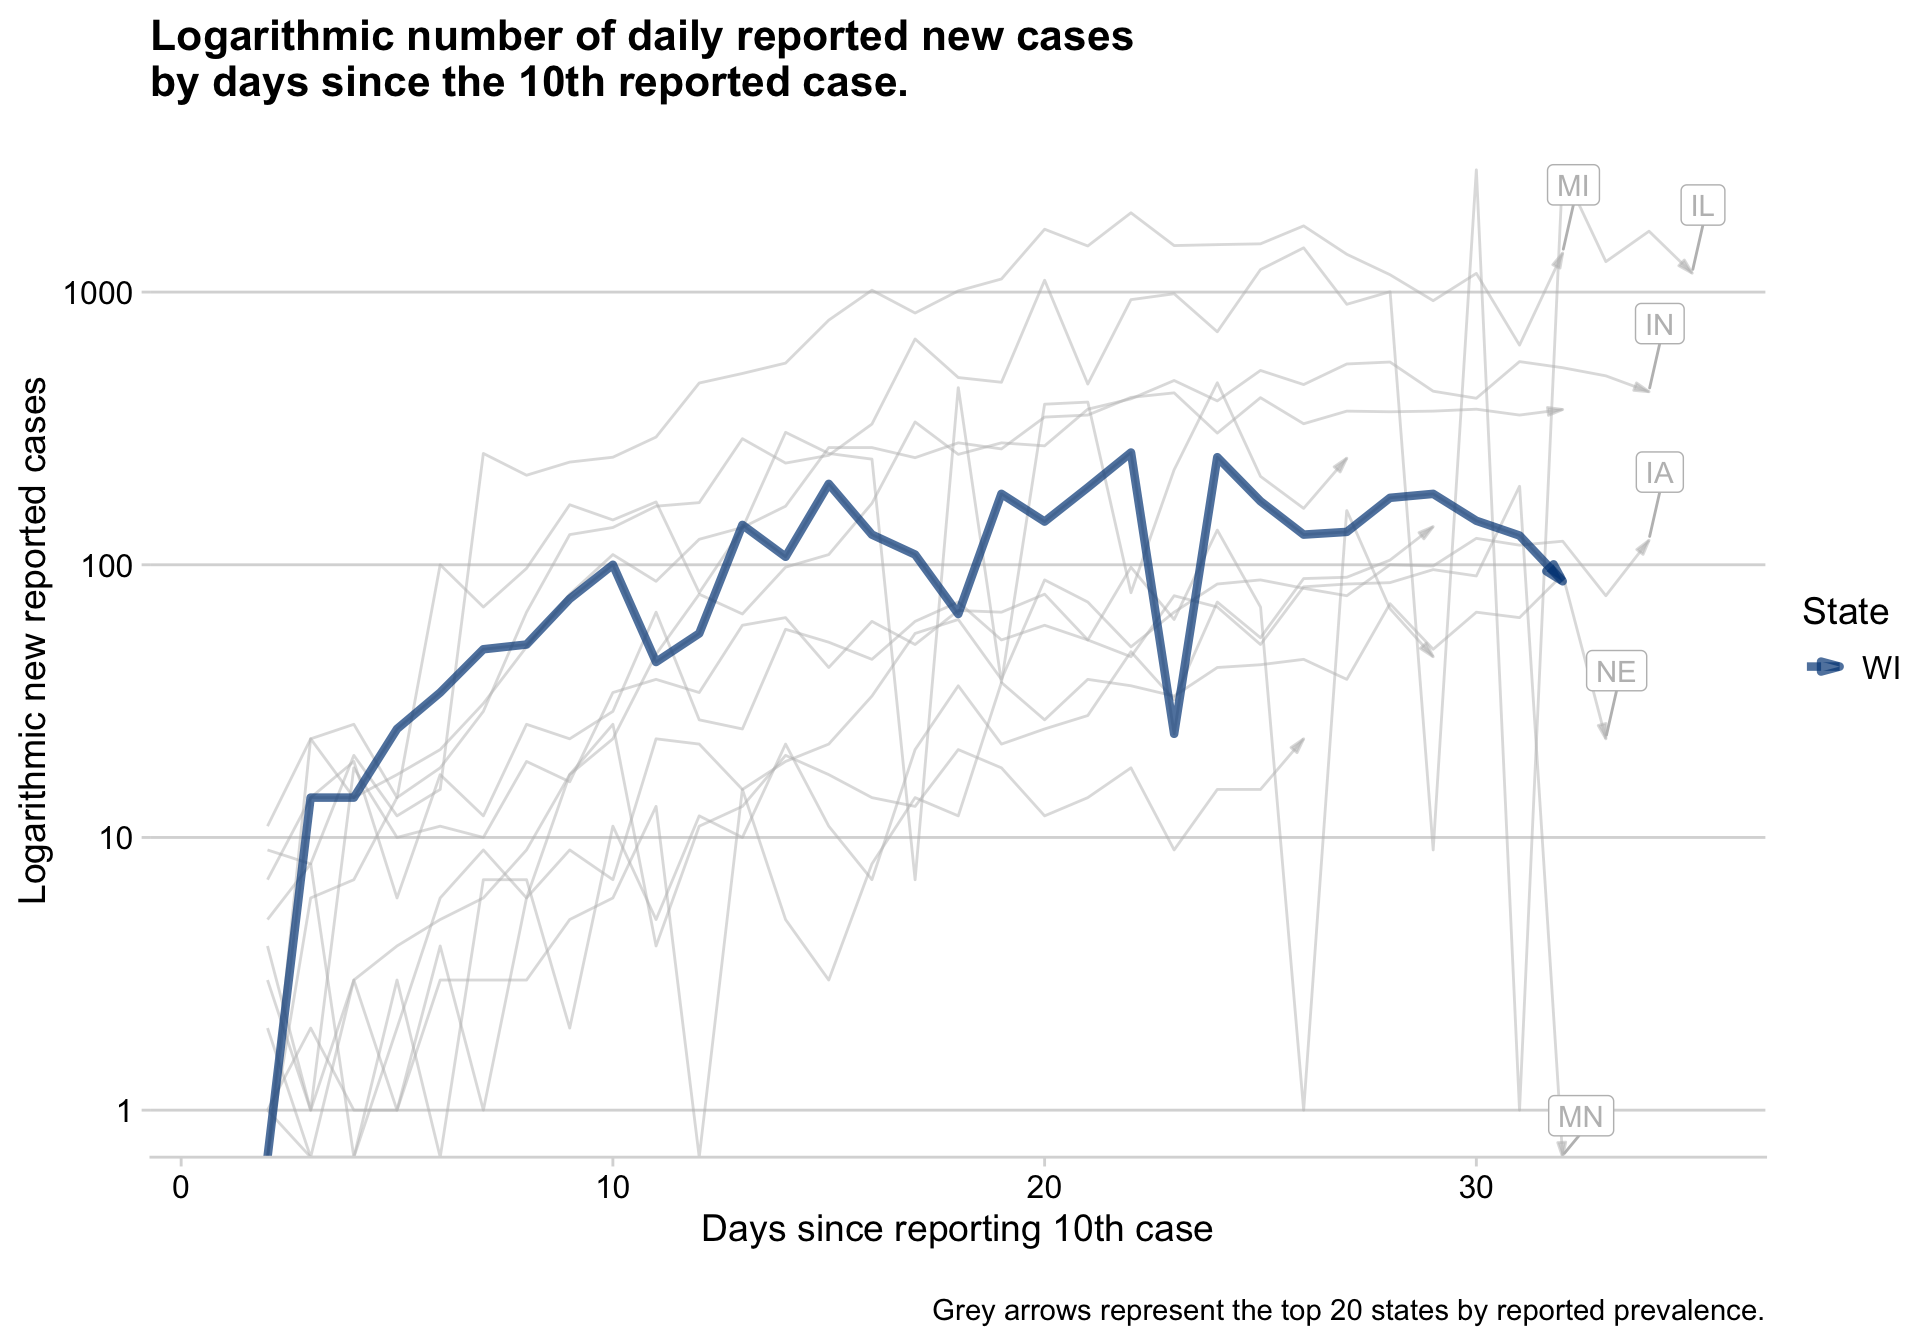 Logarithmic number of daily reported new cases
by days since the 10th reported case.
MI
IL
1000
IN
Logarithmic new reported cases
IA
100
State
NE
WI
10
1
MN
0 10 20 30
Days since reporting 10th case
Grey arrows represent the top 20 states by reported prevalence.